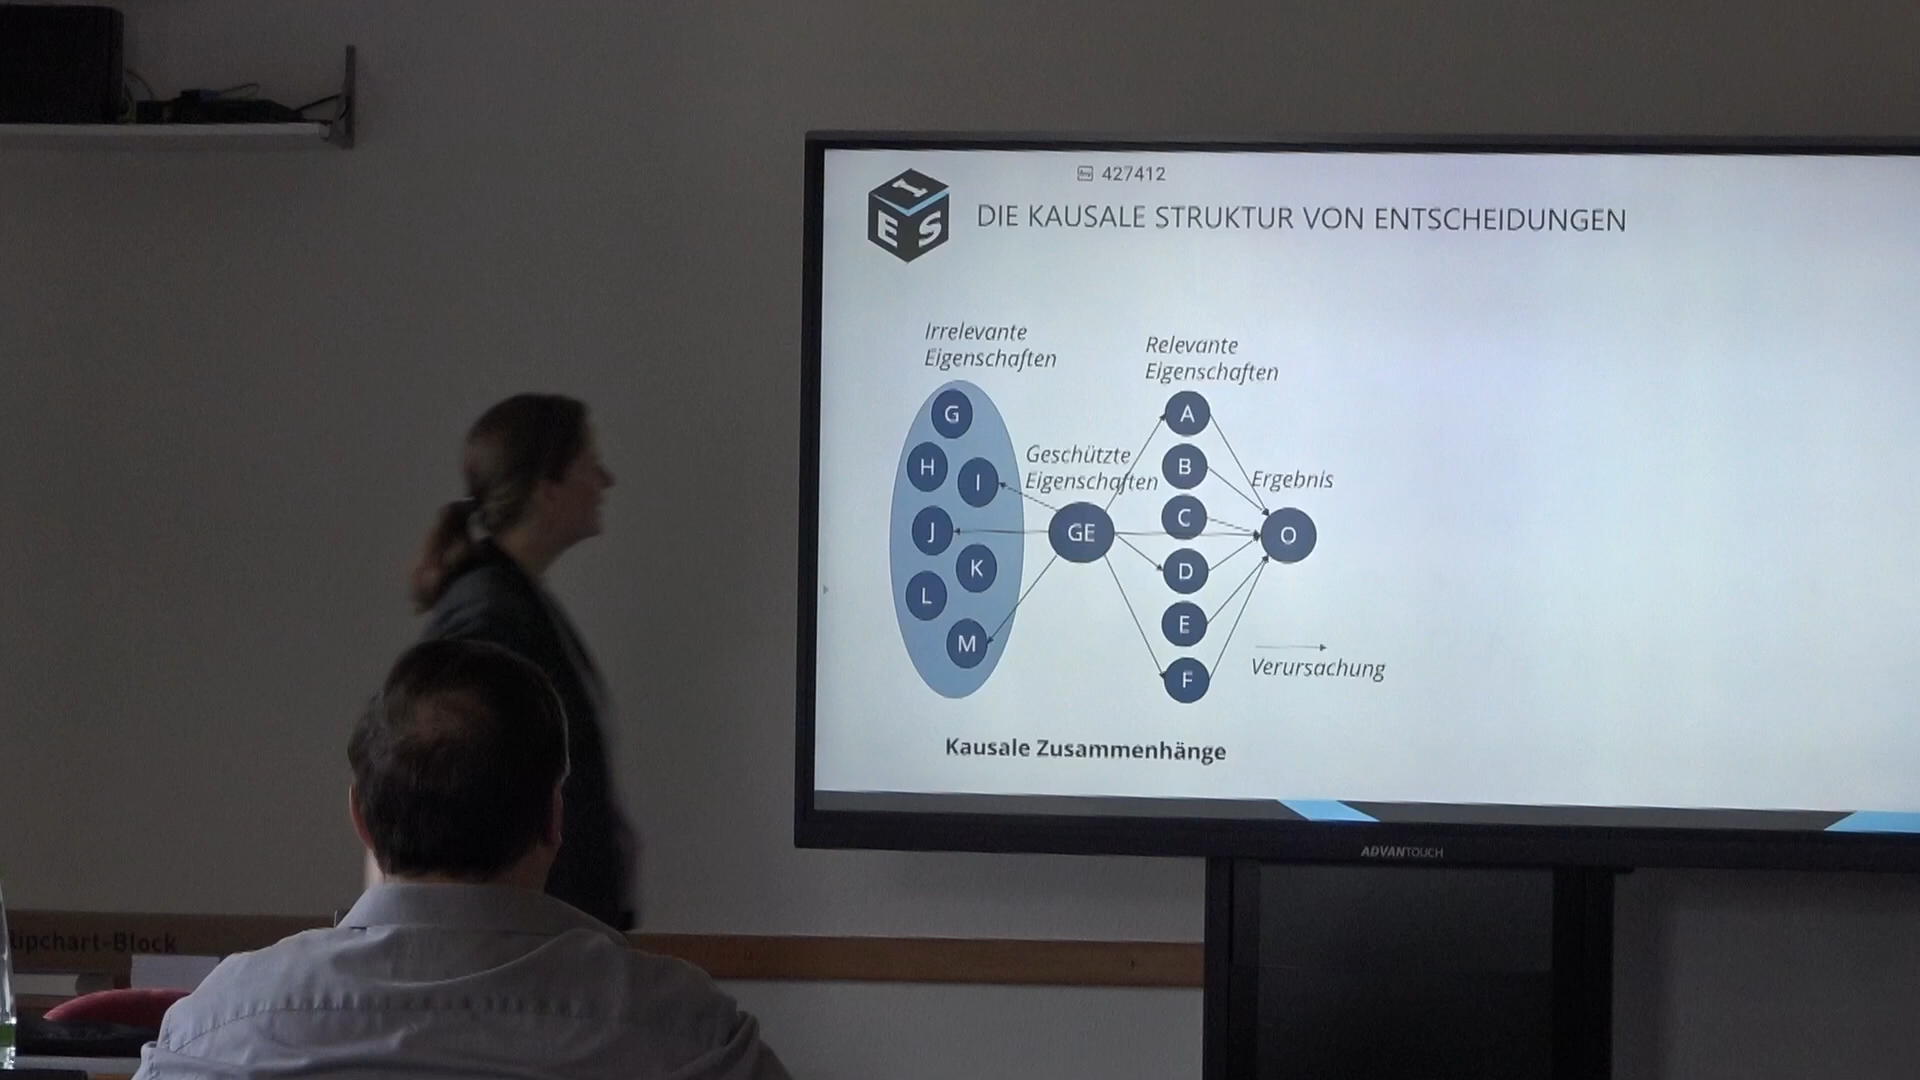 427412
I
E S
DIE KAUSALE STRUKTUR VON ENTSCHEIDUNGEN
Irrelevante
Eigenschaften
Relevante
Eigenschaften
Geschützte
Eigenschaften
Ergebnis
G
H
I
J
K
L
M
GE
A
B
C
D
E
F
O
Verursachung
Kausale Zusammenhänge
ADVANTOUCH
lipchart-Block